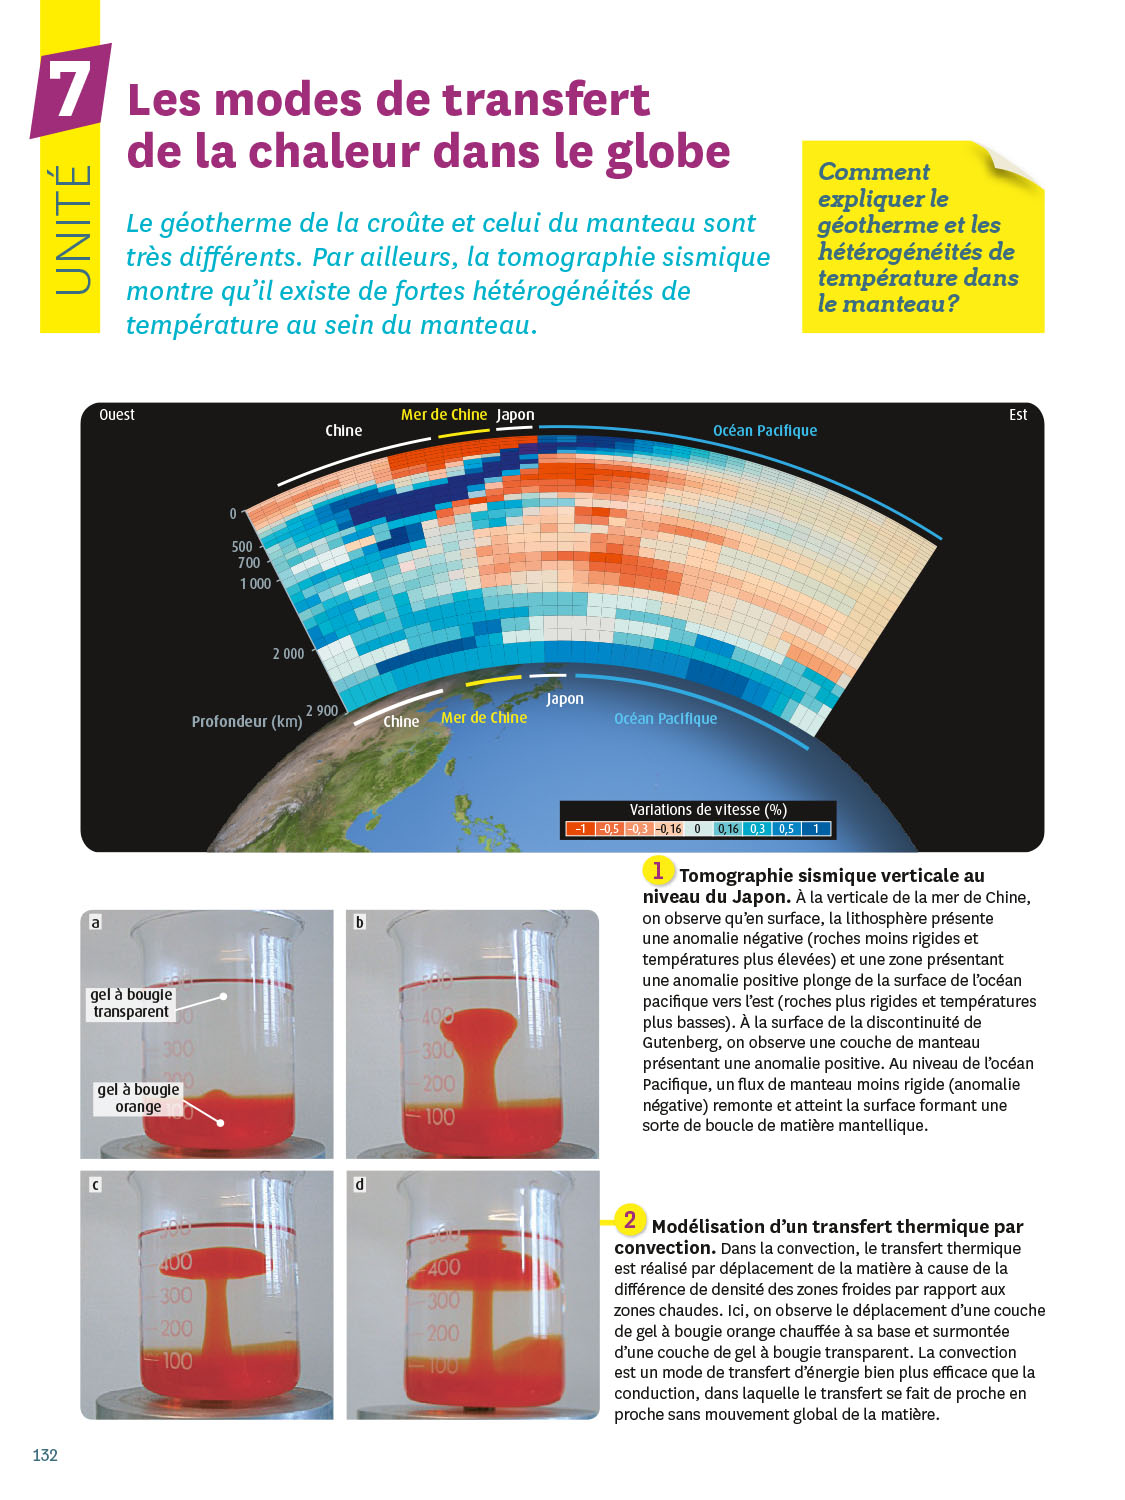 7
UNITÉ
Les modes de transfert
de la chaleur dans le globe
Le géotherme de la croûte et celui du manteau sont
très différents. Par ailleurs, la tomographie sismique
montre qu’il existe de fortes hétérogénéités de
température au sein du manteau.
Comment
expliquer le
géotherme et les
hétérogénéités de
température dans
le manteau ?
Ouest
Mer de Chine
Japon
Est
Chine
Océan Pacifique
0
500
700
1 000
2 000
2 900
Profondeur (km)
Chine
Mer de Chine
Japon
Océan Pacifique
Variations de vitesse (%)
–1 –0,5 –0,3 –0,16 0 0,16 0,3 0,5 1
1 Tomographie sismique verticale au
niveau du Japon. À la verticale de la mer de Chine,
on observe qu’en surface, la lithosphère présente
une anomalie négative (roches moins rigides et
températures plus élevées) et une zone présentant
une anomalie positive plonge de la surface de l’océan
pacifique vers l’est (roches plus rigides et températures
plus basses). À la surface de la discontinuité de
Gutenberg, on observe une couche de manteau
présentant une anomalie positive. Au niveau de l’océan
Pacifique, un flux de manteau moins rigide (anomalie
négative) remonte et atteint la surface formant une
sorte de boucle de matière mantellique.
a
gel à bougie
transparent
300
gel à bougie
orange
b
500
400
300
200
100
c
500
400
300
200
100
d
500
400
300
200
100
2 Modélisation d’un transfert thermique par
convection. Dans la convection, le transfert thermique
est réalisé par déplacement de la matière à cause de la
différence de densité des zones froides par rapport aux
zones chaudes. Ici, on observe le déplacement d’une couche
de gel à bougie orange chauffée à sa base et surmontée
d’une couche de gel à bougie transparent. La convection
est un mode de transfert d’énergie bien plus efficace que la
conduction, dans laquelle le transfert se fait de proche en
proche sans mouvement global de la matière.
132